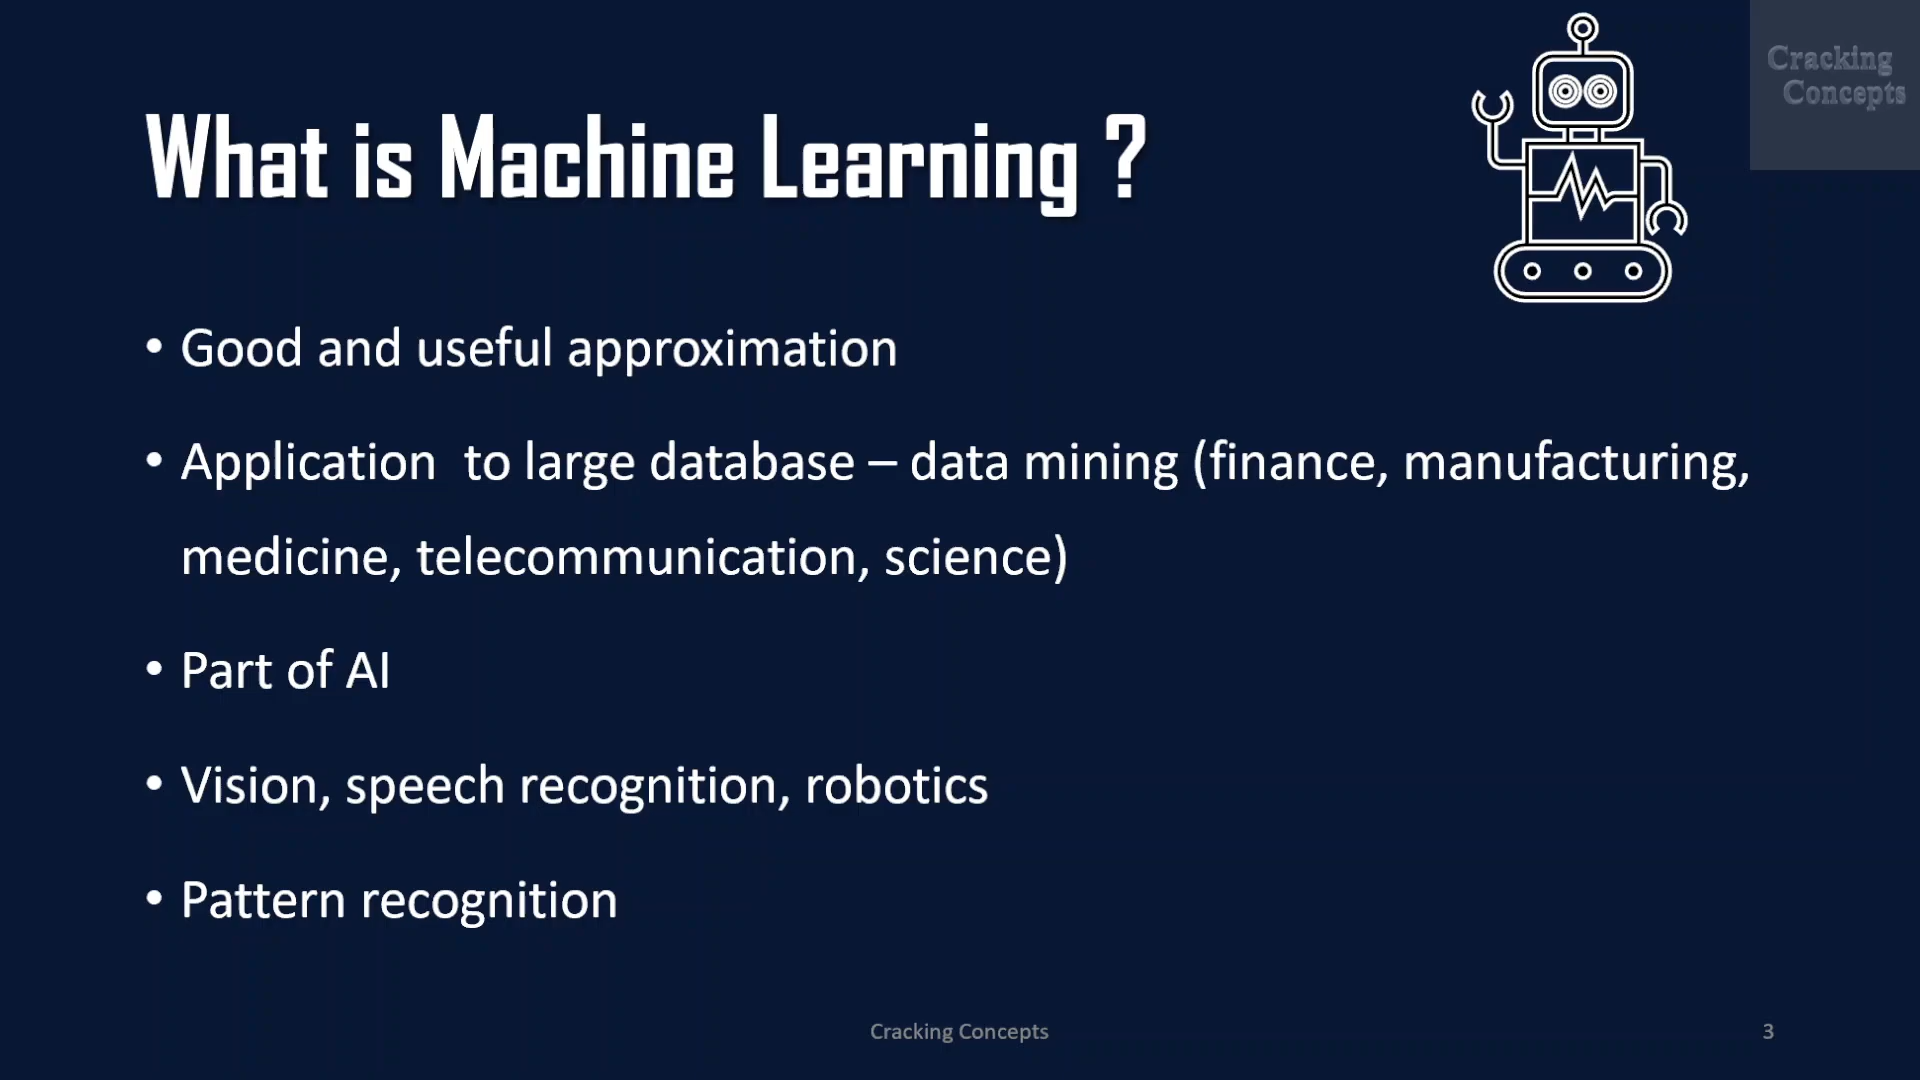 Cracking
Concepts
What is Machine Learning ?
• Good and useful approximation
• Application  to large database – data mining (finance, manufacturing,
medicine, telecommunication, science)
• Part of AI
• Vision, speech recognition, robotics
• Pattern recognition
Cracking Concepts
3